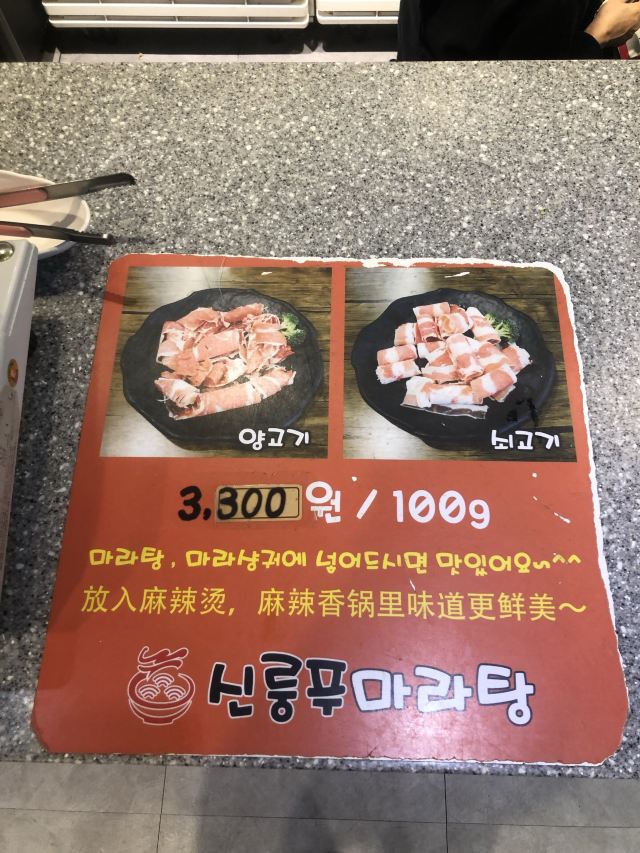 양고기
쇠고기
3,300 원 / 100g
마라탕, 마라샹궈에 넣어드시면 맛있어요~^^
放入麻辣烫，麻辣香锅里味道更鲜美～
신룽푸마라탕